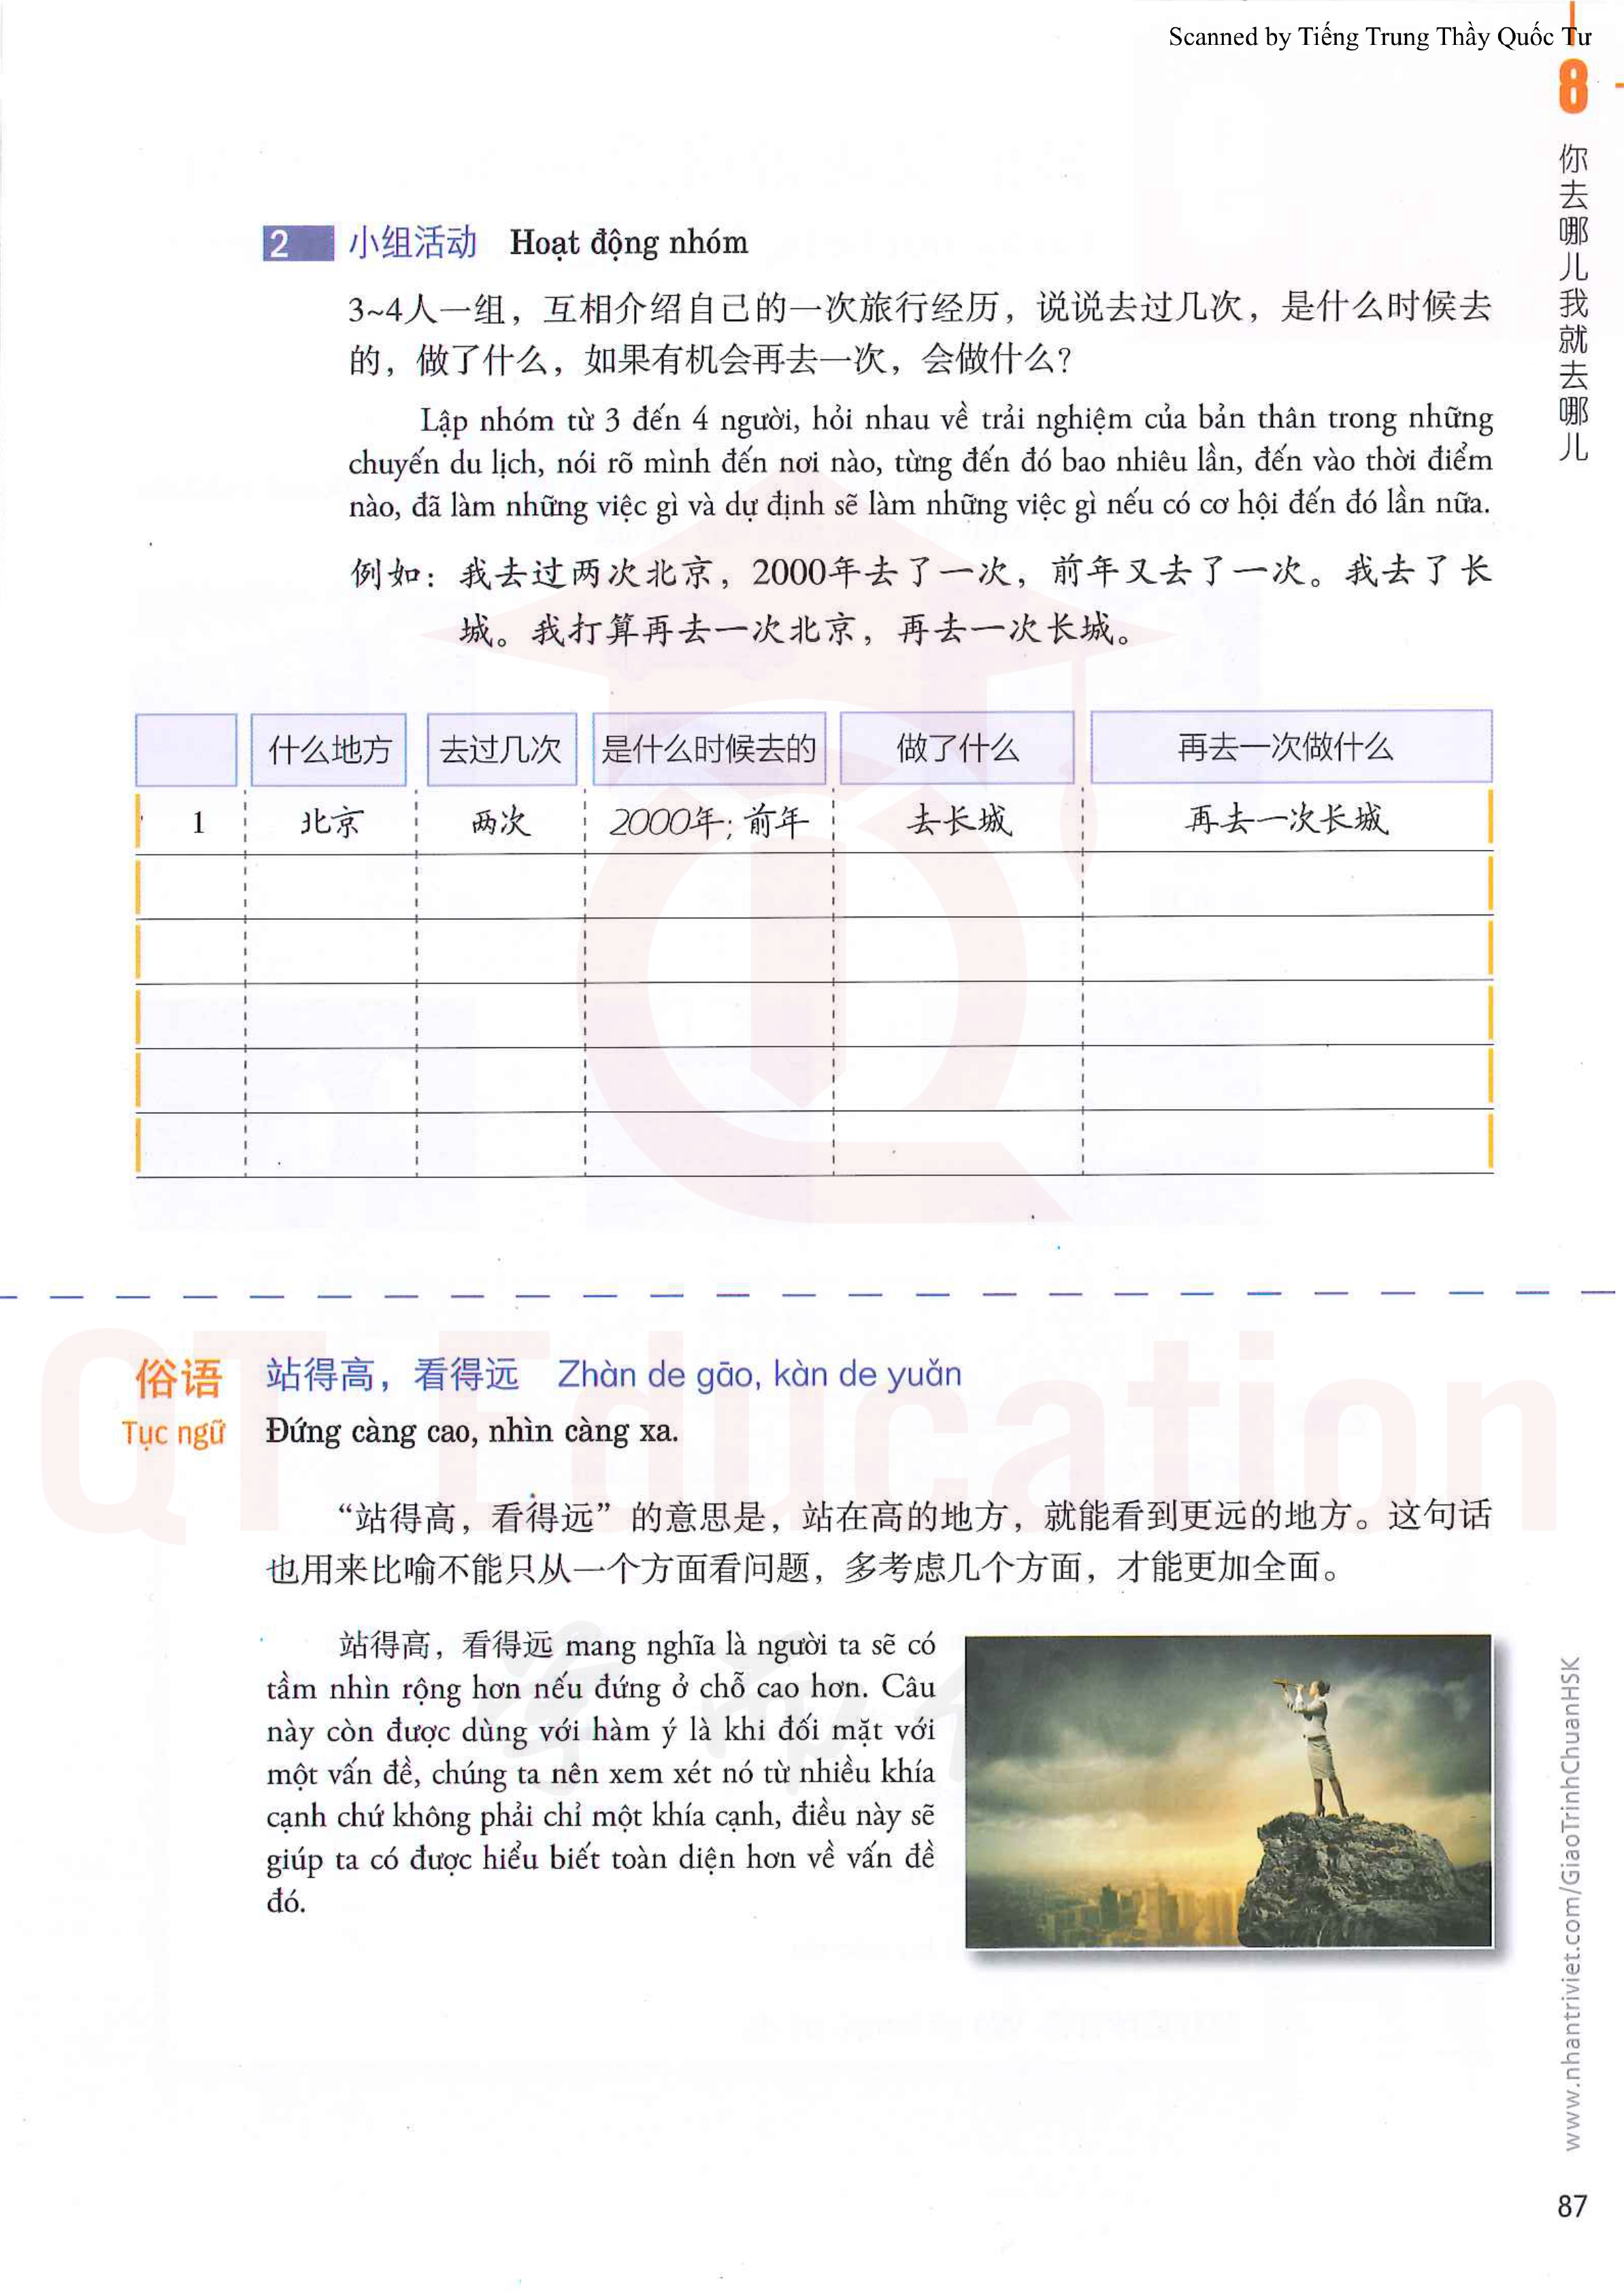 Scanned by Tiếng Trung Thầy Quốc Tư
8
你去哪儿我就去哪儿
2 小组活动 Hoạt động nhóm
3~4人一组，互相介绍自己的一次旅行经历，说说去过几次，是什么时候去
的，做了什么，如果有机会再去一次，会做什么？
Lập nhóm từ 3 đến 4 người, hỏi nhau về trải nghiệm của bản thân trong những
chuyến du lịch, nói rõ mình đến nơi nào, từng đến đó bao nhiêu lần, đến vào thời điểm
nào, đã làm những việc gì và dự định sẽ làm những việc gì nếu có cơ hội đến đó lần nữa.
例如：我去过两次北京，2000年去了一次，前年又去了一次。我去了长
城。我打算再去一次北京，再去一次长城。
什么地方 去过几次 是什么时候去的 做了什么 再去一次做什么
1 北京 两次 2000年；前年 去长城 再去一次长城
QT Education
俗语 站得高，看得远 Zhàn de gāo, kàn de yuǎn
Tục ngữ Đứng càng cao, nhìn càng xa.
“站得高，看得远”的意思是，站在高的地方，就能看到更远的地方。这句话
也用来比喻不能只从一个方面看问题，多考虑几个方面，才能更加全面。
站得高，看得远 mang nghĩa là người ta sẽ có
tầm nhìn rộng hơn nếu đứng ở chỗ cao hơn. Câu
này còn được dùng với hàm ý là khi đối mặt với
một vấn đề, chúng ta nên xem xét nó từ nhiều khía
cạnh chứ không phải chỉ một khía cạnh, điều này sẽ
giúp ta có được hiểu biết toàn diện hơn về vấn đề
đó.
www.nhantriviet.com/GiaoTrinhChuanHSK
87